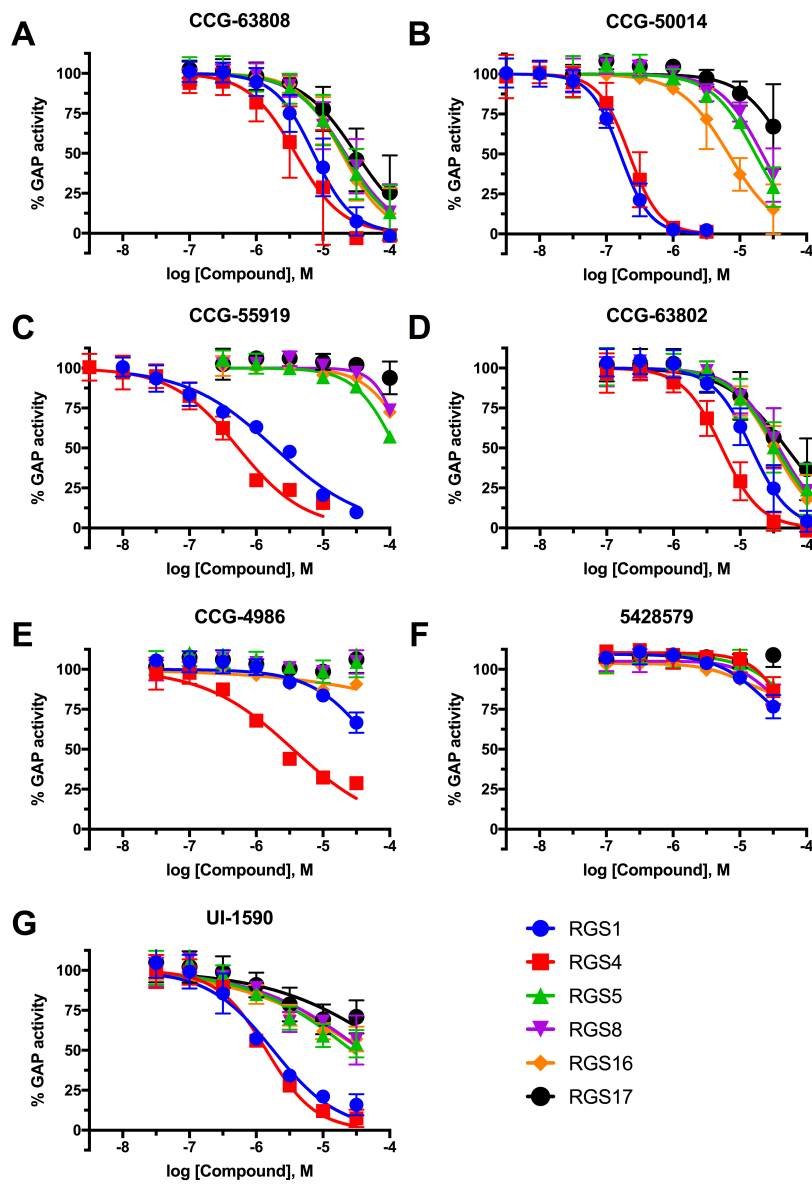 A
CCG-63808
% GAP activity
100
75
50
25
0
-8 -7 -6 -5 -4
log [Compound], M
B
CCG-50014
% GAP activity
100
75
50
25
0
-8 -7 -6 -5 -4
log [Compound], M
C
CCG-55919
% GAP activity
100
75
50
25
0
-8 -7 -6 -5 -4
log [Compound], M
D
CCG-63802
% GAP activity
100
75
50
25
0
-8 -7 -6 -5 -4
log [Compound], M
E
CCG-4986
% GAP activity
100
75
50
25
0
-8 -7 -6 -5 -4
log [Compound], M
F
5428579
% GAP activity
100
75
50
25
0
-8 -7 -6 -5 -4
log [Compound], M
G
UI-1590
% GAP activity
100
75
50
25
0
-8 -7 -6 -5 -4
log [Compound], M
RGS1
RGS4
RGS5
RGS8
RGS16
RGS17